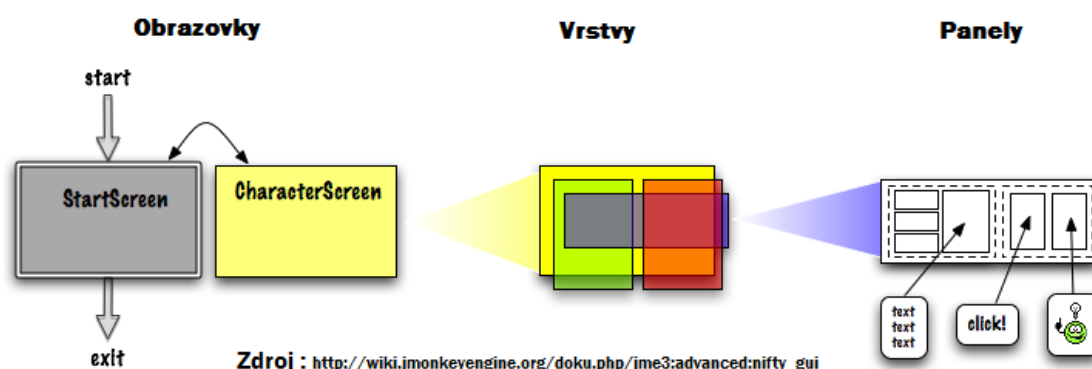 Obrazovky
Vrstvy
Panely
start
StartScreen
CharacterScreen
text
text
text
click!
exit
Zdroj : http://wiki.jmonkeyengine.org/doku.php/jme3:advanced:nifty_gui